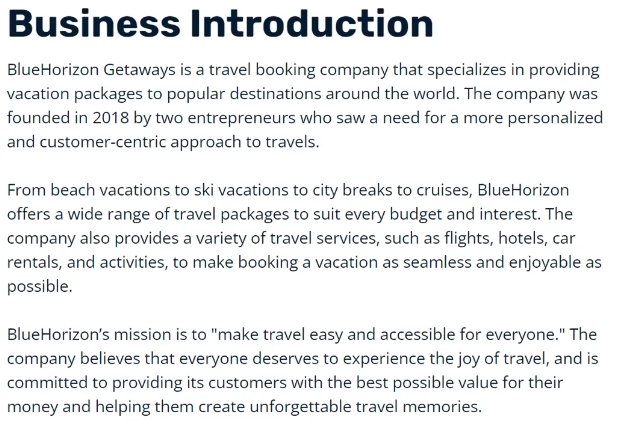 Business Introduction
BlueHorizon Getaways is a travel booking company that specializes in providing
vacation packages to popular destinations around the world. The company was
founded in 2018 by two entrepreneurs who saw a need for a more personalized
and customer-centric approach to travels.
From beach vacations to ski vacations to city breaks to cruises, BlueHorizon
offers a wide range of travel packages to suit every budget and interest. The
company also provides a variety of travel services, such as flights, hotels, car
rentals, and activities, to make booking a vacation as seamless and enjoyable as
possible.
BlueHorizon’s mission is to "make travel easy and accessible for everyone." The
company believes that everyone deserves to experience the joy of travel, and is
committed to providing its customers with the best possible value for their
money and helping them create unforgettable travel memories.